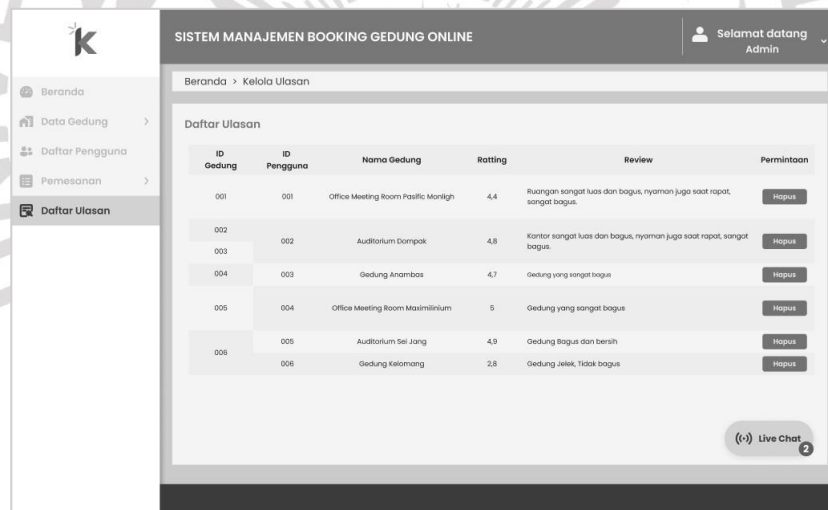 k
SISTEM MANAJEMEN BOOKING GEDUNG ONLINE
Selamat datang
Admin
Beranda
Data Gedung >
Daftar Pengguna
Pemesanan >
Daftar Ulasan
Beranda > Kelola Ulasan
Daftar Ulasan
ID Gedung ID Pengguna Nama Gedung Ratting Review Permintaan
001 001 Office Meeting Room Pasific Monligh 4,4 Ruangan sangat luas dan bagus, nyaman juga saat rapat,
sangat bagus. Hapus
002
003
002 Auditorium Dompak 4,8 Kantor sangat luas dan bagus, nyaman juga saat rapat, sangat
bagus. Hapus
004 003 Gedung Anambas 4,7 Gedung yang sangat bagus Hapus
005 004 Office Meeting Room Maximilinium 5 Gedung yang sangat bagus Hapus
006
005 Auditorium Sei Jang 4,9 Gedung Bagus dan bersih Hapus
006 Gedung Kelomang 2,8 Gedung Jelek, Tidak bagus Hapus
Live Chat
2